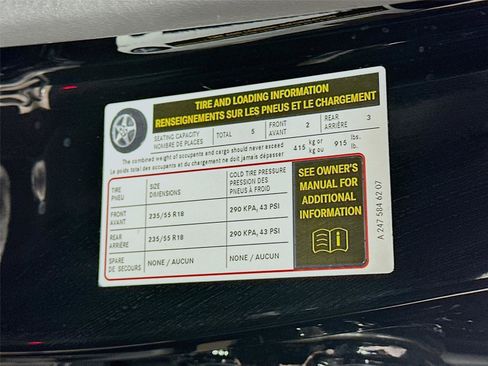 TIRE AND LOADING INFORMATION
RENSEIGNEMENTS SUR LES PNEUS ET LE CHARGEMENT
SEATING CAPACITY TOTAL 5 FRONT 2 REAR 3
NOMBRE DE PLACES AVANT ARRIÈRE
The combined weight of occupants and cargo should never exceed 415 kg or 915 lbs.
Le poids total des occupants et du chargement ne doit jamais dépasser kg ou lb.
TIRE SIZE COLD TIRE PRESSURE
PNEU DIMENSIONS PRESSION DES
PNEUS À FROID
FRONT 235/55 R18 290 KPA, 43 PSI
AVANT
REAR 235/55 R18 290 KPA, 43 PSI
ARRIÈRE
SPARE NONE / AUCUN NONE / AUCUN
DE SECOURS
SEE OWNER'S
MANUAL FOR
ADDITIONAL
INFORMATION
A 247 584 62 07